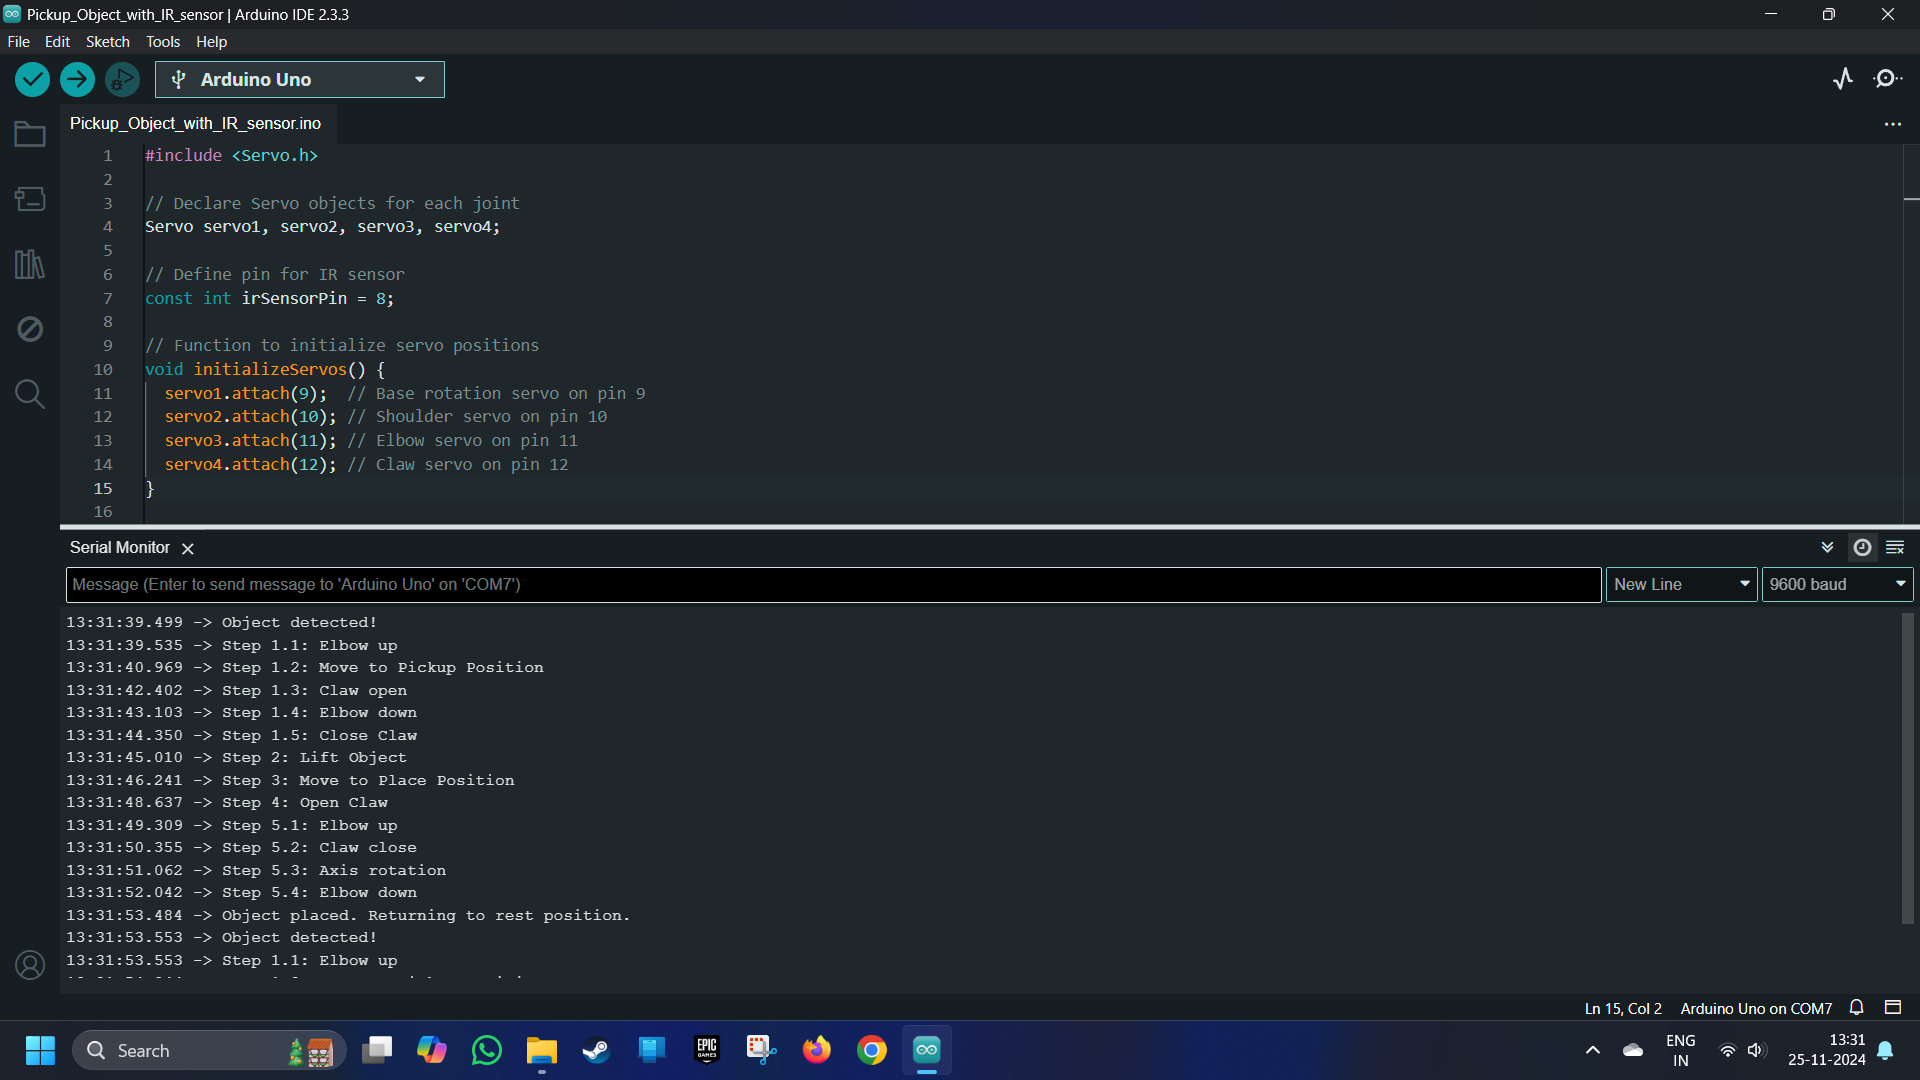 Pickup_Object_with_IR_sensor | Arduino IDE 2.3.3
File Edit Sketch Tools Help
Arduino Uno
Pickup_Object_with_IR_sensor.ino
1 #include <Servo.h>
2
3 // Declare Servo objects for each joint
4 Servo servo1, servo2, servo3, servo4;
5
6 // Define pin for IR sensor
7 const int irSensorPin = 8;
8
9 // Function to initialize servo positions
10 void initializeServos() {
11 servo1.attach(9); // Base rotation servo on pin 9
12 servo2.attach(10); // Shoulder servo on pin 10
13 servo3.attach(11); // Elbow servo on pin 11
14 servo4.attach(12); // Claw servo on pin 12
15 }
16
Serial Monitor
Message (Enter to send message to 'Arduino Uno' on 'COM7') New Line 9600 baud
13:31:39.499 -> Object detected!
13:31:39.535 -> Step 1.1: Elbow up
13:31:40.969 -> Step 1.2: Move to Pickup Position
13:31:42.402 -> Step 1.3: Claw open
13:31:43.103 -> Step 1.4: Elbow down
13:31:44.350 -> Step 1.5: Close Claw
13:31:45.010 -> Step 2: Lift Object
13:31:46.241 -> Step 3: Move to Place Position
13:31:48.637 -> Step 4: Open Claw
13:31:49.309 -> Step 5.1: Elbow up
13:31:50.355 -> Step 5.2: Claw close
13:31:51.062 -> Step 5.3: Axis rotation
13:31:52.042 -> Step 5.4: Elbow down
13:31:53.484 -> Object placed. Returning to rest position.
13:31:53.553 -> Object detected!
13:31:53.553 -> Step 1.1: Elbow up
Ln 15, Col 2 Arduino Uno on COM7
Search
EPIC
GAMES
ENG
IN
13:31
25-11-2024